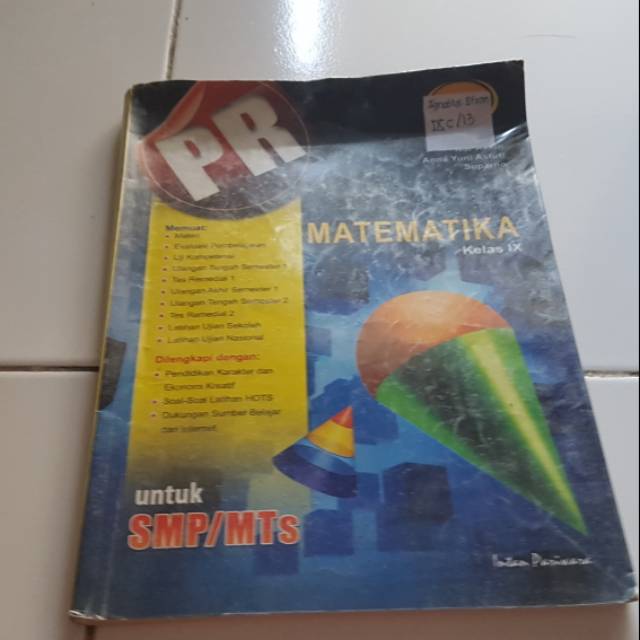 PR
IXC/13
Anna Yuni Astuti
Suparno
MATEMATIKA
Kelas IX
Memuat:
• Materi
• Evaluasi Pembelajaran
• Uji Kompetensi
• Ulangan Tengah Semester 1
• Tes Remedial 1
• Ulangan Akhir Semester 1
• Ulangan Tengah Semester 2
• Tes Remedial 2
• Latihan Ujian Sekolah
• Latihan Ujian Nasional
Dilengkapi dengan:
• Pendidikan Karakter dan
Ekonomi Kreatif
• Soal-Soal Latihan HOTS
• Dukungan Sumber Belajar
dari Internet
untuk
SMP/MTs
Intan Pariwara